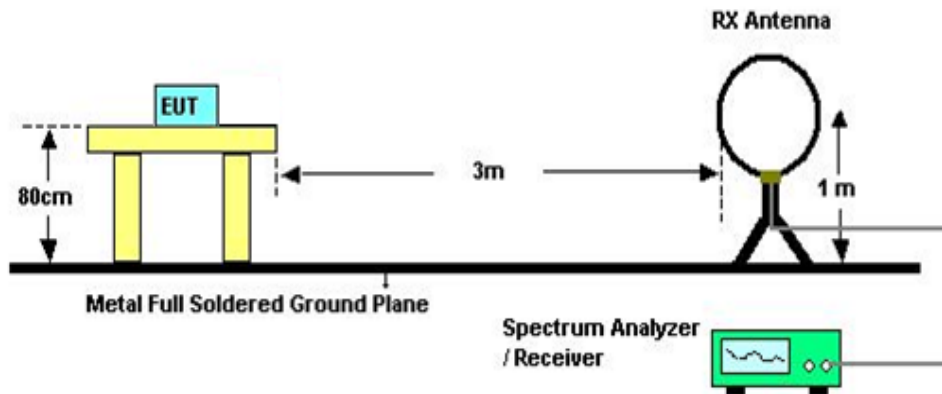 RX Antenna
EUT
80cm
3m
1 m
Metal Full Soldered Ground Plane
Spectrum Analyzer
/ Receiver